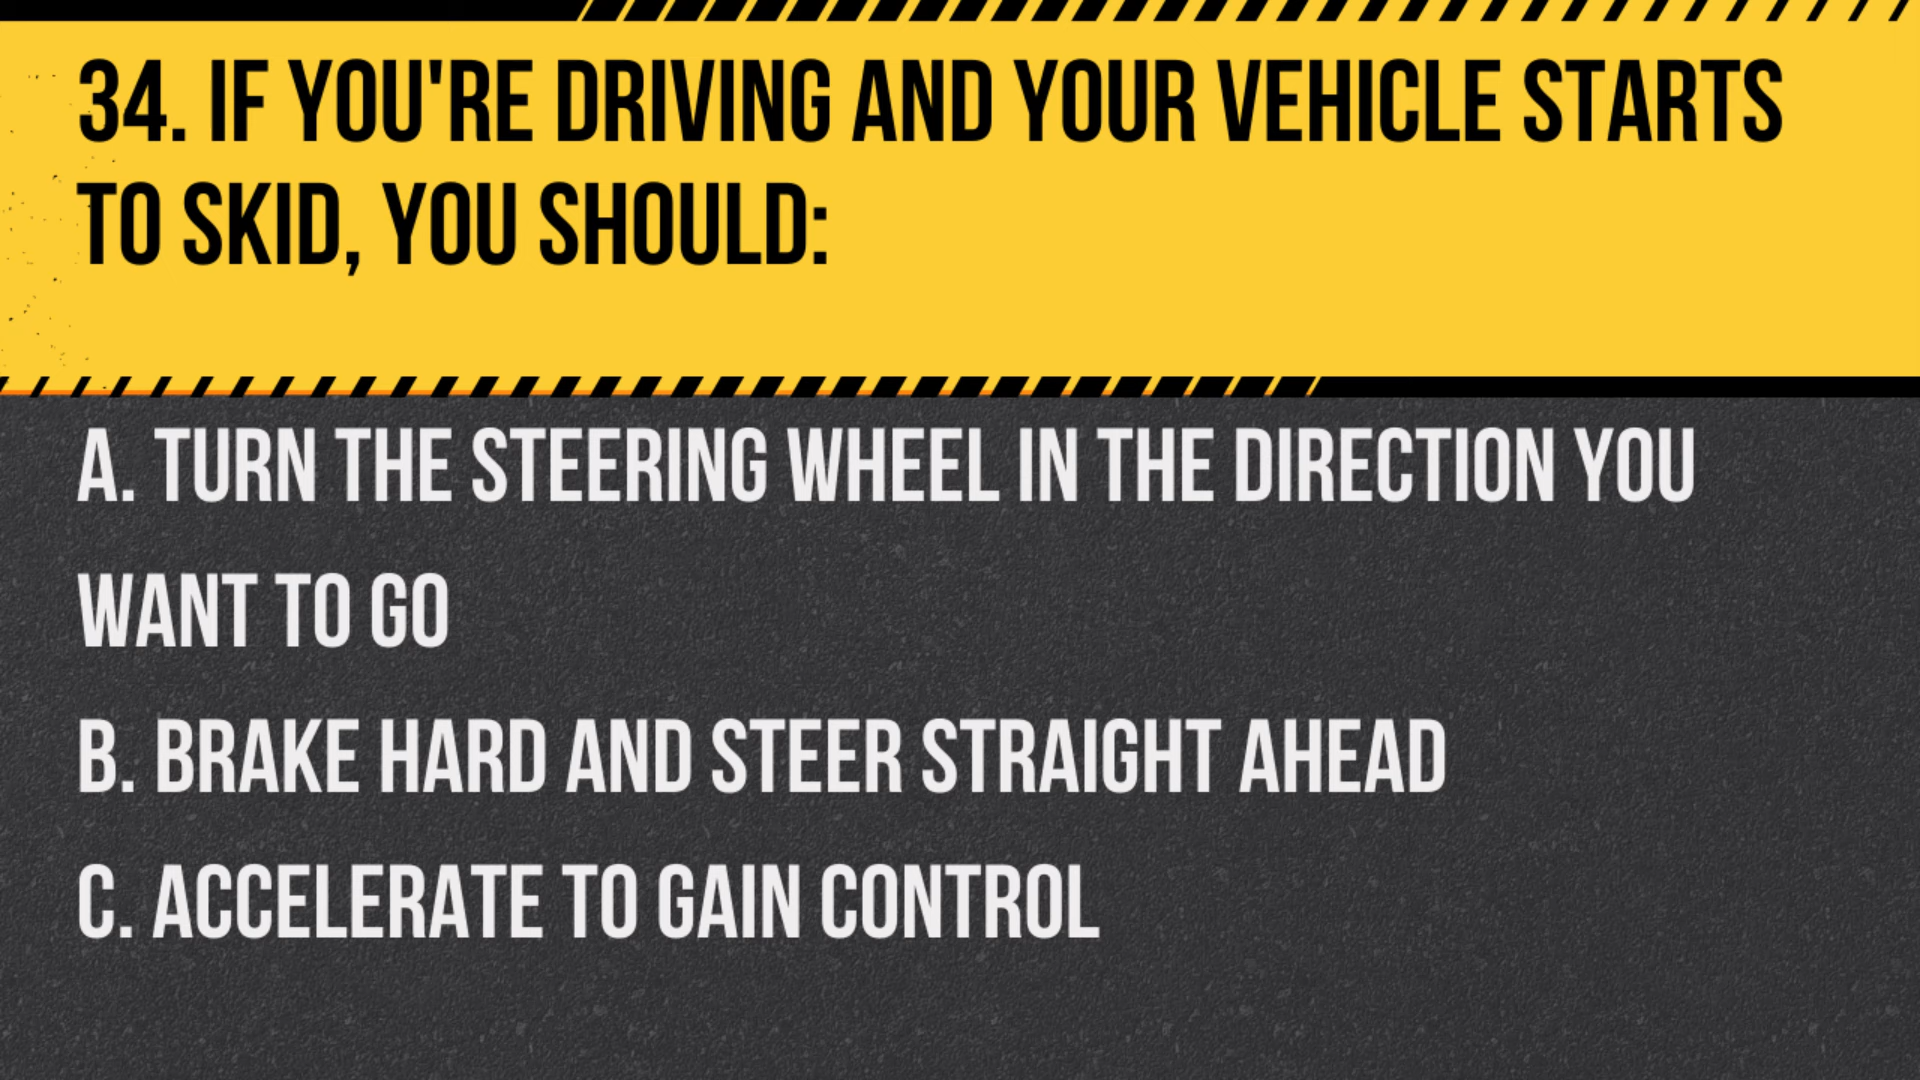 34. IF YOU'RE DRIVING AND YOUR VEHICLE STARTS
TO SKID, YOU SHOULD:
A. TURN THE STEERING WHEEL IN THE DIRECTION YOU
WANT TO GO
B. BRAKE HARD AND STEER STRAIGHT AHEAD
C. ACCELERATE TO GAIN CONTROL